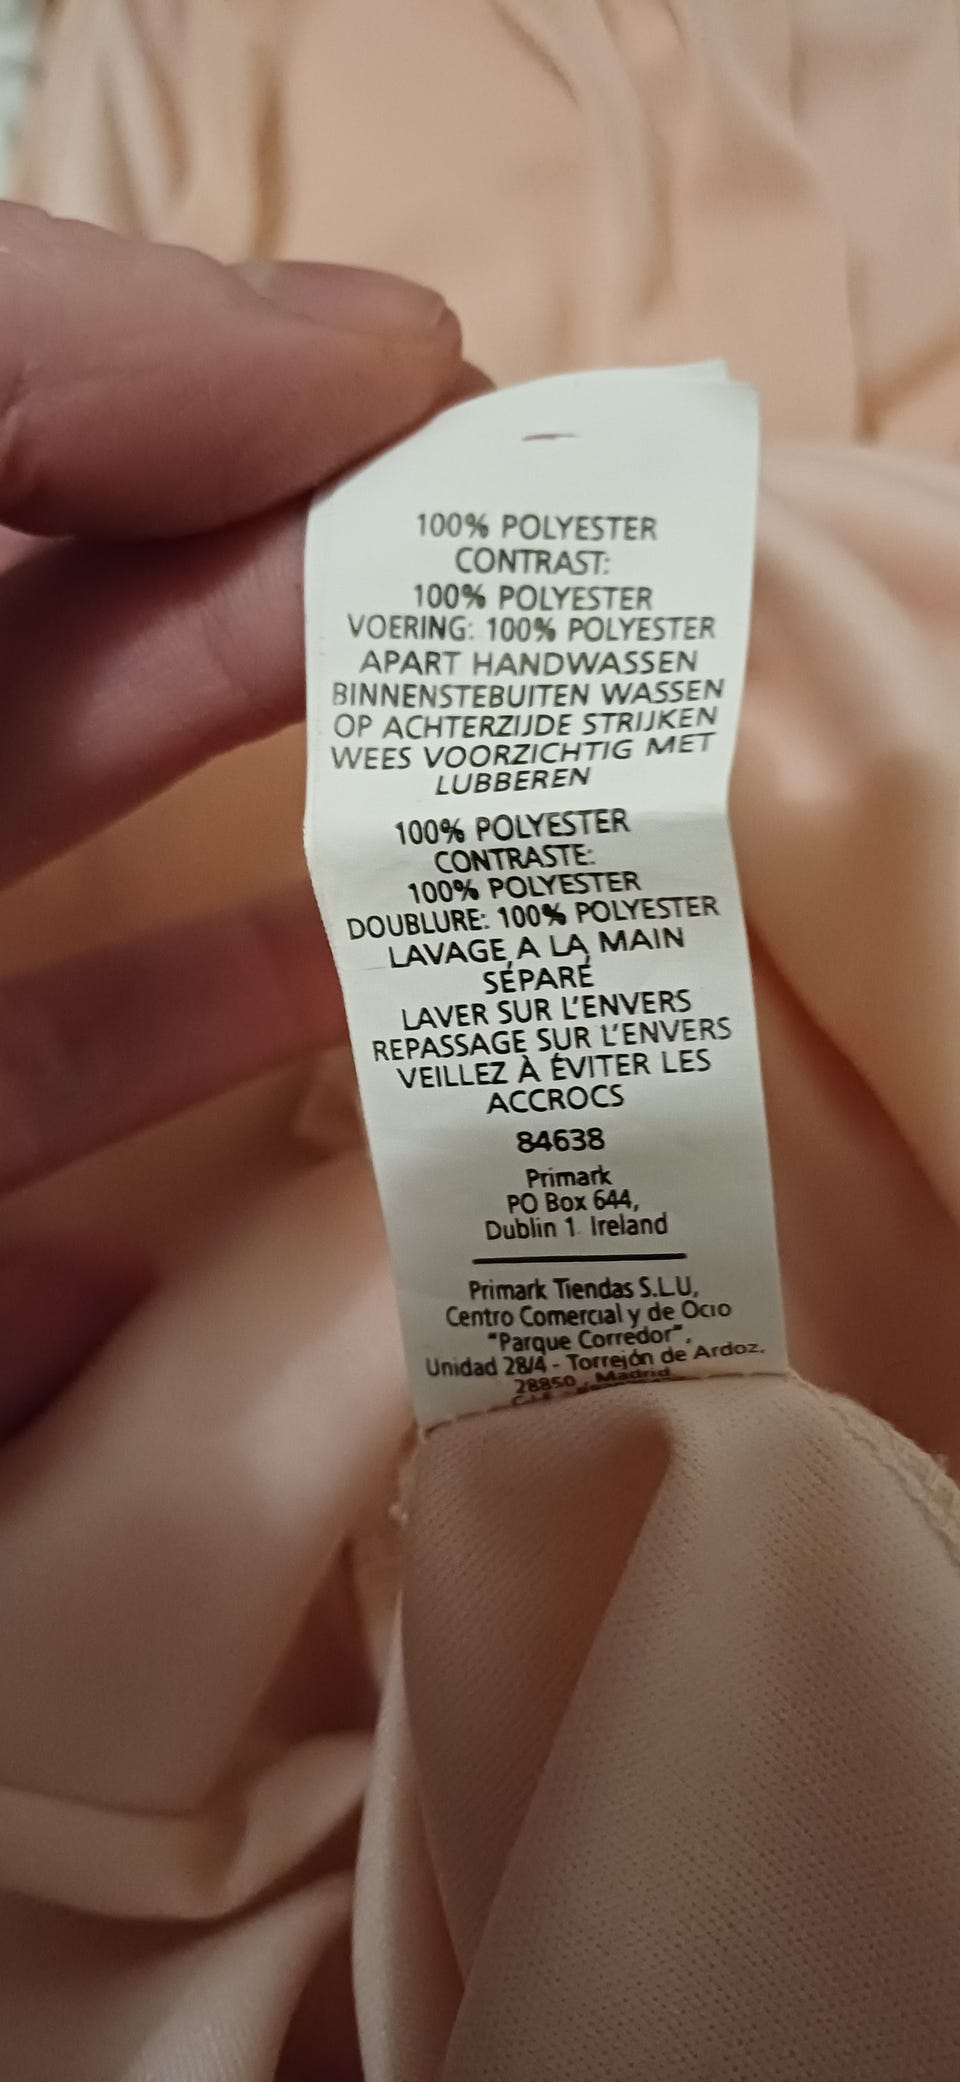 100% POLYESTER
CONTRAST:
100% POLYESTER
VOERING: 100% POLYESTER
APART HANDWASSEN
BINNENSTEBUITEN WASSEN
OP ACHTERZIJDE STRIJKEN
WEES VOORZICHTIG MET
LUBBEREN
100% POLYESTER
CONTRASTE:
100% POLYESTER
DOUBLURE: 100% POLYESTER
LAVAGE A LA MAIN
SÉPARÉ
LAVER SUR L'ENVERS
REPASSAGE SUR L'ENVERS
VEILLEZ À ÉVITER LES
ACCROCS
84638
Primark
PO Box 644,
Dublin 1 Ireland
Primark Tiendas S.L.U,
Centro Comercial y de Ocio
"Parque Corredor",
Unidad 28/4 - Torrejón de Ardoz.
28850 , Madrid